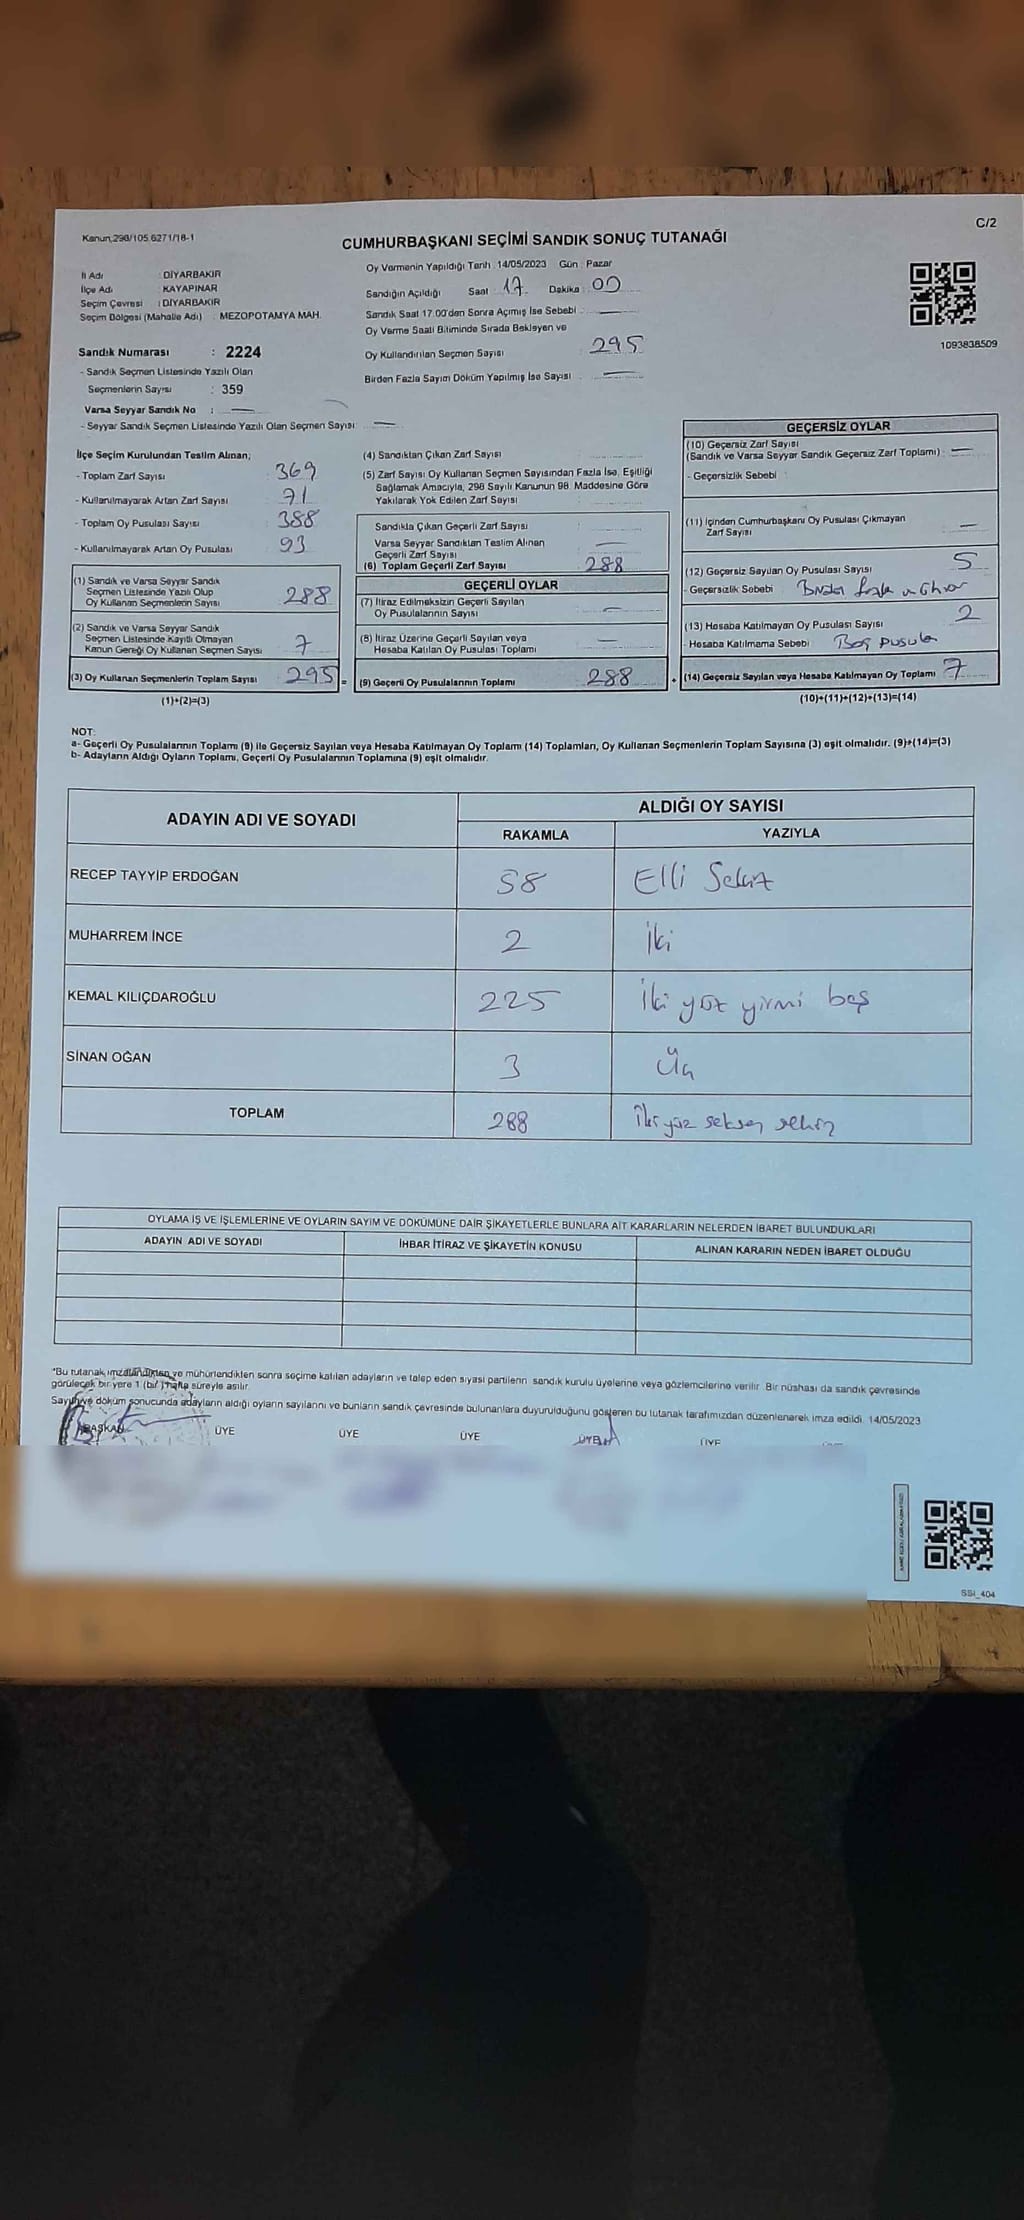 Kanun,298/105.6271/18-1
C/2
CUMHURBAŞKANI SEÇİMİ SANDIK SONUÇ TUTANAĞI
İl Adı : DİYARBAKIR
İlçe Adı : KAYAPINAR
Seçim Çevresi : DİYARBAKIR
Seçim Bölgesi (Mahalle Adı) : MEZOPOTAMYA MAH.
Oy Vermenin Yapıldığı Tarih : 14/05/2023 Gün : Pazar
Sandığın Açıldığı Saat : 17 Dakika : 00
Sandık Saat 17.00'den Sonra Açımış İse Sebebi : —
Oy Verme Saati Bitiminde Sırada Bekleyen ve
Oy Kullandırılan Seçmen Sayısı : 295
Birden Fazla Sayım Döküm Yapılmış İse Sayısı : —
1093838509
Sandık Numarası : 2224
- Sandık Seçmen Listesinde Yazılı Olan
Seçmenlerin Sayısı : 359
Varsa Seyyar Sandık No : —
- Seyyar Sandık Seçmen Listesinde Yazılı Olan Seçmen Sayısı: —
İlçe Seçim Kurulundan Teslim Alınan;
- Toplam Zarf Sayısı : 369
- Kullanılmayarak Artan Zarf Sayısı : 71
- Toplam Oy Pusulası Sayısı : 388
- Kullanılmayarak Artan Oy Pusulası : 93
(1) Sandık ve Varsa Seyyar Sandık
Seçmen Listesinde Yazılı Olup
Oy Kullanan Seçmenlerin Sayısı : 288
(2) Sandık ve Varsa Seyyar Sandık
Seçmen Listesinde Kayıtlı Olmayan
Kanun Gereği Oy Kullanan Seçmen Sayısı : 7
(3) Oy Kullanan Seçmenlerin Toplam Sayısı : 295 =
(1)+(2)=(3)
(4) Sandıktan Çıkan Zarf Sayısı :
(5) Zarf Sayısı Oy Kullanan Seçmen Sayısından Fazla İse, Eşitliği
Sağlamak Amacıyla, 298 Sayılı Kanunun 98. Maddesine Göre
Yakılarak Yok Edilen Zarf Sayısı :
Sandıkla Çıkan Geçerli Zarf Sayısı :
Varsa Seyyar Sandıktan Teslim Alınan
Geçerli Zarf Sayısı : —
(6) Toplam Geçerli Zarf Sayısı : 288
GEÇERLİ OYLAR
(7) İtiraz Edilmeksizin Geçerli Sayılan
Oy Pusulalarının Sayısı : —
(8) İtiraz Üzerine Geçerli Sayılan veya
Hesaba Katılan Oy Pusulası Toplamı : —
(9) Geçerli Oy Pusulalarının Toplamı : 288 +
GEÇERSİZ OYLAR
(10) Geçersiz Zarf Sayısı
(Sandık ve Varsa Seyyar Sandık Geçersiz Zarf Toplamı) : —
- Geçersizlik Sebebi :
(11) İçinden Cumhurbaşkanı Oy Pusulası Çıkmayan
Zarf Sayısı : —
(12) Geçersiz Sayılan Oy Pusulası Sayısı : 5
- Geçersizlik Sebebi :
(13) Hesaba Katılmayan Oy Pusulası Sayısı : 2
- Hesaba Katılmama Sebebi : Boş pusula
(14) Geçersiz Sayılan veya Hesaba Katılmayan Oy Toplamı : 7
(10)+(11)+(12)+(13)=(14)
NOT:
a- Geçerli Oy Pusulalarının Toplamı (9) ile Geçersiz Sayılan veya Hesaba Katılmayan Oy Toplam (14) Toplamları, Oy Kullanan Seçmenlerin Toplam Sayısına (3) eşit olmalıdır. (9)+(14)=(3)
b- Adayların Aldığı Oyların Toplamı, Geçerli Oy Pusulalarının Toplamına (9) eşit olmalıdır.
ADAYIN ADI VE SOYADI ALDIĞI OY SAYISI
RAKAMLA YAZIYLA
RECEP TAYYİP ERDOĞAN 58 Elli Sekiz
MUHARREM İNCE 2 İki
KEMAL KILIÇDAROĞLU 225 İki yüz yirmi beş
SİNAN OĞAN 3 Üç
TOPLAM 288 İki yüz seksen sekiz
OYLAMA İŞ VE İŞLEMLERİNE VE OYLARIN SAYIM VE DÖKÜMÜNE DAİR ŞİKAYETLERLE BUNLARA AİT KARARLARIN NELERDEN İBARET BULUNDUKLARI
ADAYIN ADI VE SOYADI İHBAR İTİRAZ VE ŞİKAYETİN KONUSU ALINAN KARARIN NEDEN İBARET OLDUĞU
*Bu tutanak imzalandıktan ve mühürlendikten sonra seçime katılan adayların ve talep eden siyasi partilerin sandık kurulu üyelerine veya gözlemcilerine verilir. Bir nüshası da sandık çevresinde
görülecek bir yere 1 (bir) hafta süreyle asılır.
Sayım ve döküm sonucunda adayların aldığı oyların sayılarını ve bunların sandık çevresinde bulunanlara duyurulduğunu gösteren bu tutanak tarafımızdan düzenlenerek imza edildi. 14/05/2023
BAŞKAN ÜYE ÜYE ÜYE ÜYE ÜYE
SSİ_404